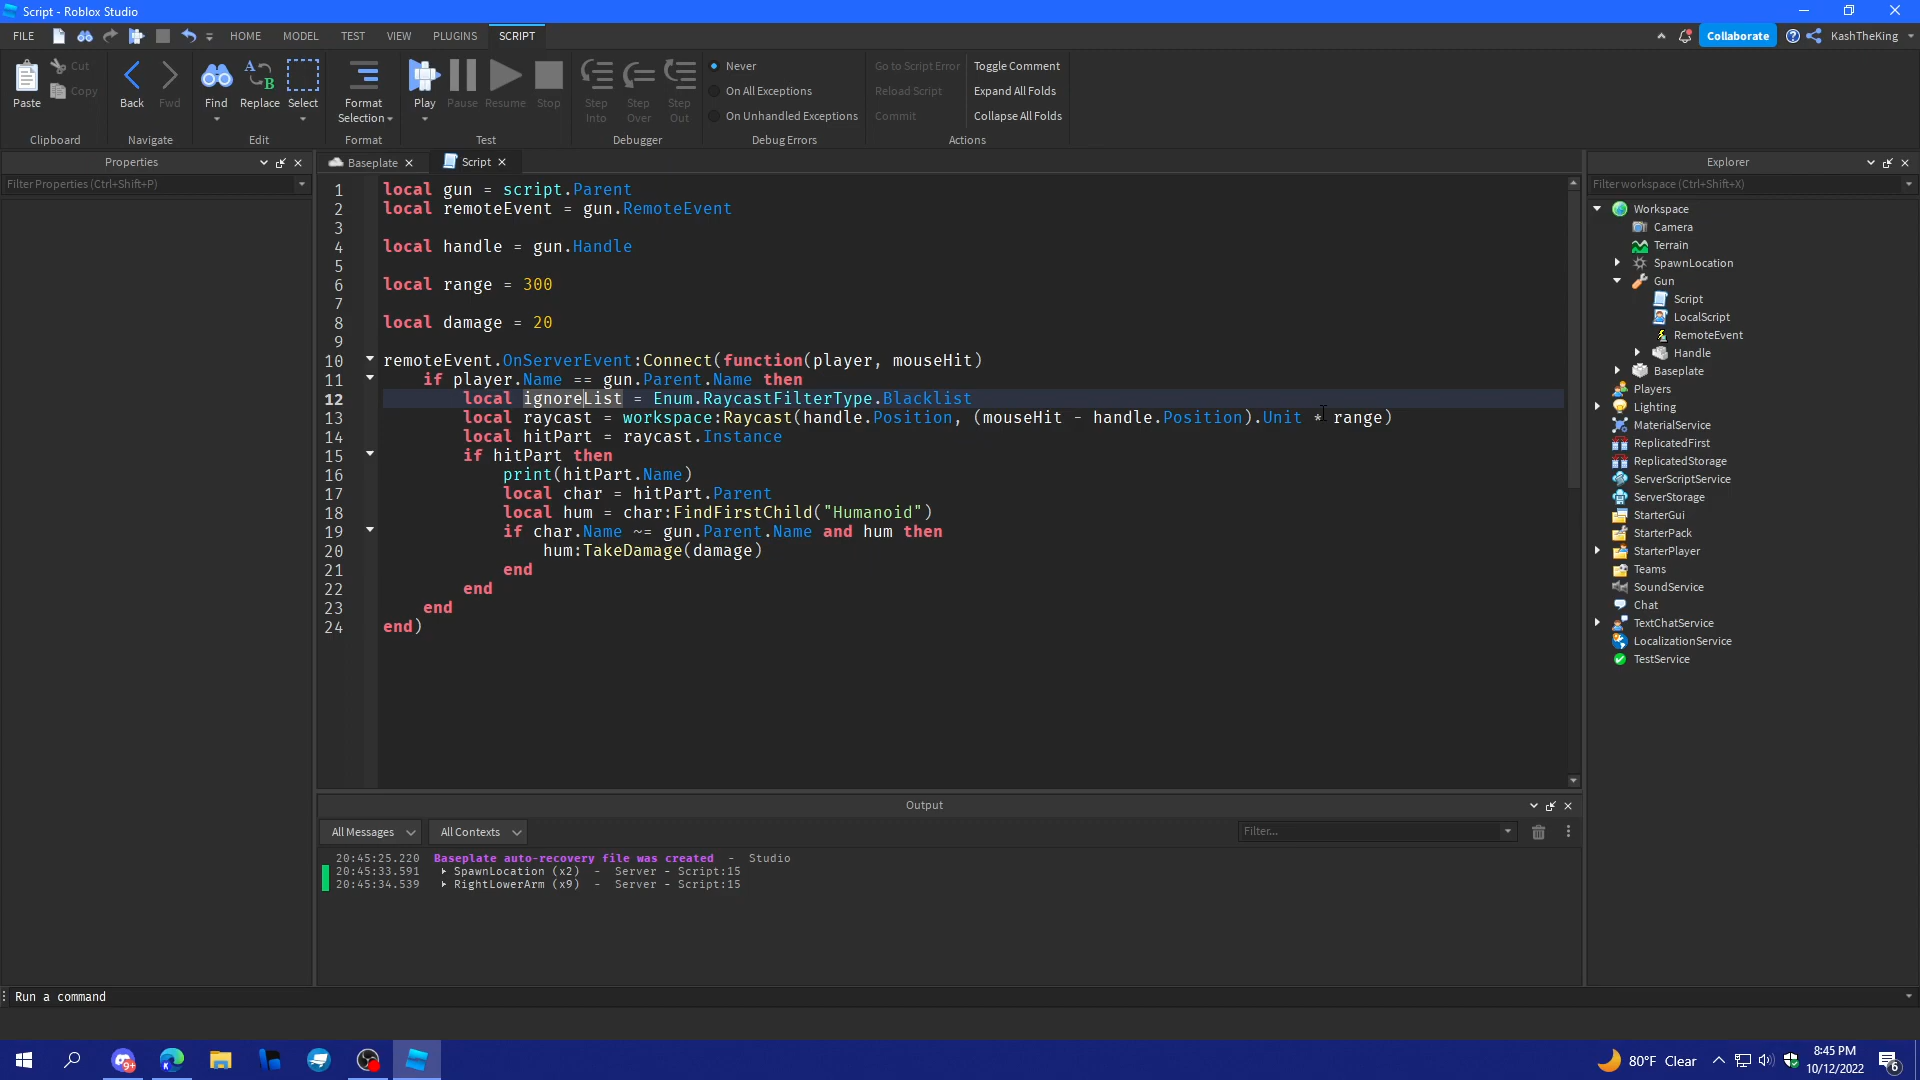 Script - Roblox Studio
FILE HOME MODEL TEST VIEW PLUGINS SCRIPT Collaborate KashTheKing
Paste Cut Copy Back Fwd Find Replace Select Format Selection Play Pause Resume Stop Step Into Step Over Step Out
Never
On All Exceptions
On Unhandled Exceptions
Go to Script Error
Reload Script
Commit
Toggle Comment
Expand All Folds
Collapse All Folds
Clipboard Navigate Edit Format Test Debugger Debug Errors Actions
Properties
Filter Properties (Ctrl+Shift+P)
Baseplate Script
1 local gun = script.Parent
2 local remoteEvent = gun.RemoteEvent
3
4 local handle = gun.Handle
5
6 local range = 300
7
8 local damage = 20
9
10 remoteEvent.OnServerEvent:Connect(function(player, mouseHit)
11 if player.Name == gun.Parent.Name then
12 local ignoreList = Enum.RaycastFilterType.Blacklist
13 local raycast = workspace:Raycast(handle.Position, (mouseHit - handle.Position).Unit * range)
14 local hitPart = raycast.Instance
15 if hitPart then
16 print(hitPart.Name)
17 local char = hitPart.Parent
18 local hum = char:FindFirstChild("Humanoid")
19 if char.Name ~= gun.Parent.Name and hum then
20 hum:TakeDamage(damage)
21 end
22 end
23 end
24 end)
Explorer
Filter workspace (Ctrl+Shift+X)
Workspace
Camera
Terrain
SpawnLocation
Gun
Script
LocalScript
RemoteEvent
Handle
Baseplate
Players
Lighting
MaterialService
ReplicatedFirst
ReplicatedStorage
ServerScriptService
ServerStorage
StarterGui
StarterPack
StarterPlayer
Teams
SoundService
Chat
TextChatService
LocalizationService
TestService
Output
All Messages All Contexts Filter...
20:45:25.220 Baseplate auto-recovery file was created - Studio
20:45:33.591 SpawnLocation (x2) - Server - Script:15
20:45:34.539 RightLowerArm (x9) - Server - Script:15
Run a command
9+
80°F Clear
8:45 PM
10/12/2022
6